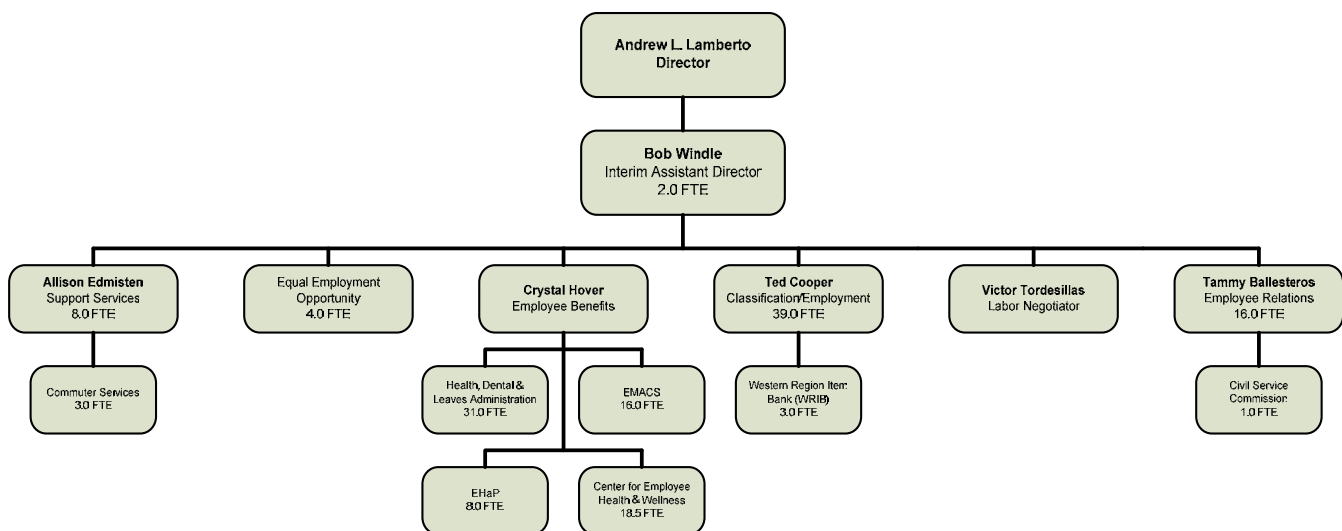 Andrew L. Lamberto
Director
Bob Windle
Interim Assistant Director
2.0 FTE
Allison Edmisten
Support Services
8.0 FTE
Equal Employment
Opportunity
4.0 FTE
Crystal Hover
Employee Benefits
Ted Cooper
Classification/Employment
39.0 FTE
Victor Tordesillas
Labor Negotiator
Tammy Ballesteros
Employee Relations
16.0 FTE
Commuter Services
3.0 FTE
Health, Dental &
Leaves Administration
31.0 FTE
EMACS
16.0 FTE
Western Region Item
Bank (WRIB)
3.0 FTE
Civil Service
Commission
1.0 FTE
EHaP
8.0 FTE
Center for Employee
Health & Wellness
18.5 FTE